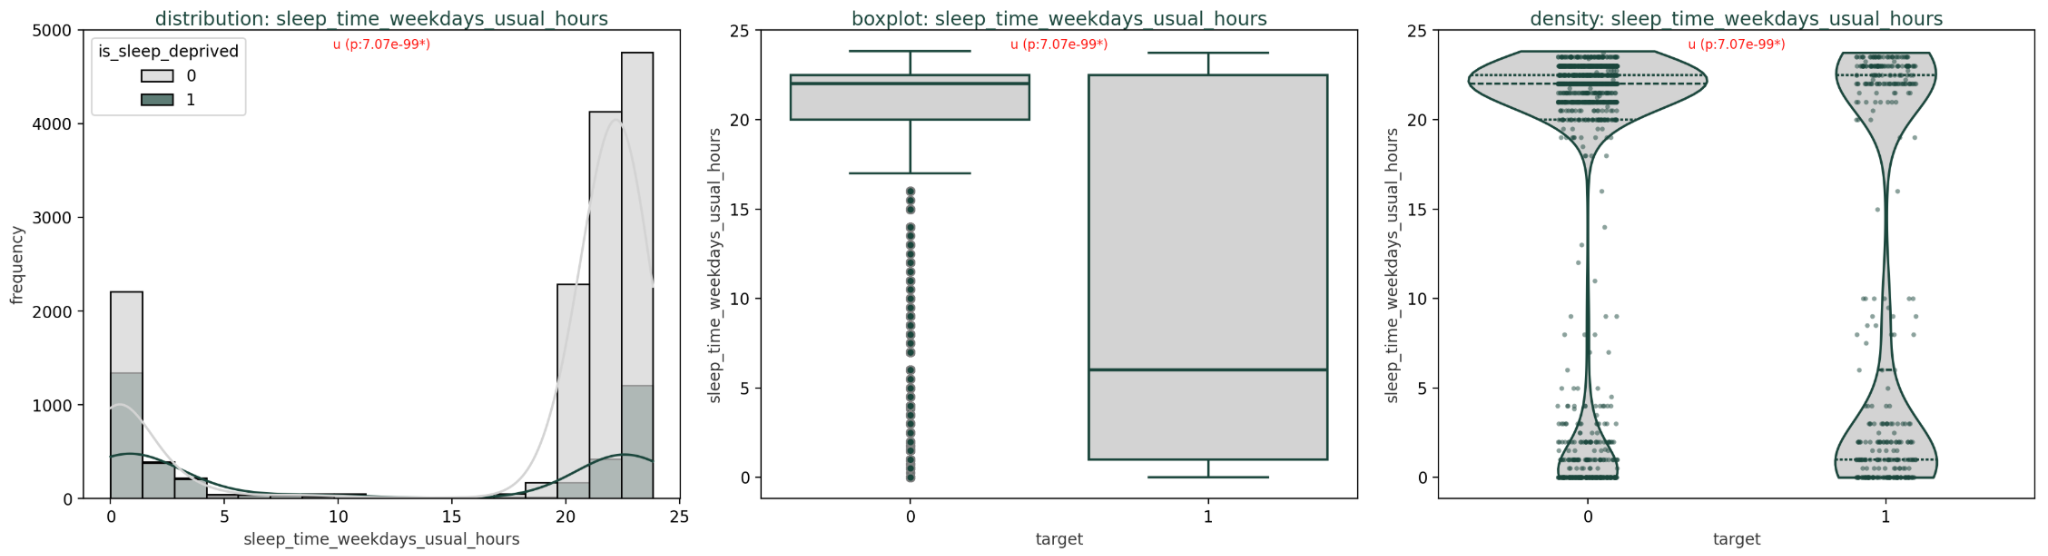 distribution: sleep_time_weekdays_usual_hours
u (p:7.07e-99*)
is_sleep_deprived
0
1
5000
4000
3000
2000
1000
0
frequency
0 5 10 15 20 25
sleep_time_weekdays_usual_hours
boxplot: sleep_time_weekdays_usual_hours
u (p:7.07e-99*)
25
20
15
10
5
0
sleep_time_weekdays_usual_hours
0 1
target
density: sleep_time_weekdays_usual_hours
u (p:7.07e-99*)
25
20
15
10
5
0
sleep_time_weekdays_usual_hours
0 1
target